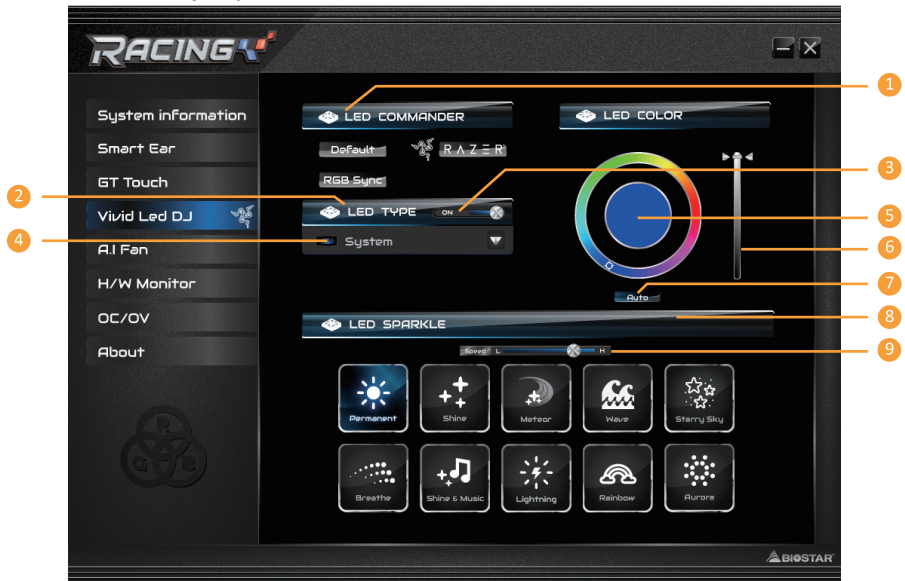 RACING
1
System information
LED COMMANDER
LED COLOR
Smart Ear
Default
RAZER
3
GT Touch
RGB Sync
2
Vivid Led DJ
LED TYPE
ON
5
4
System
6
A.I Fan
H/W Monitor
7
Auto
OC/OV
LED SPARKLE
8
About
Speed L H
9
Permanent
Shine
Meteor
Wave
Starry Sky
R
G B
Breathe
Shine & Music
Lightning
Rainbow
Aurora
BIOSTAR